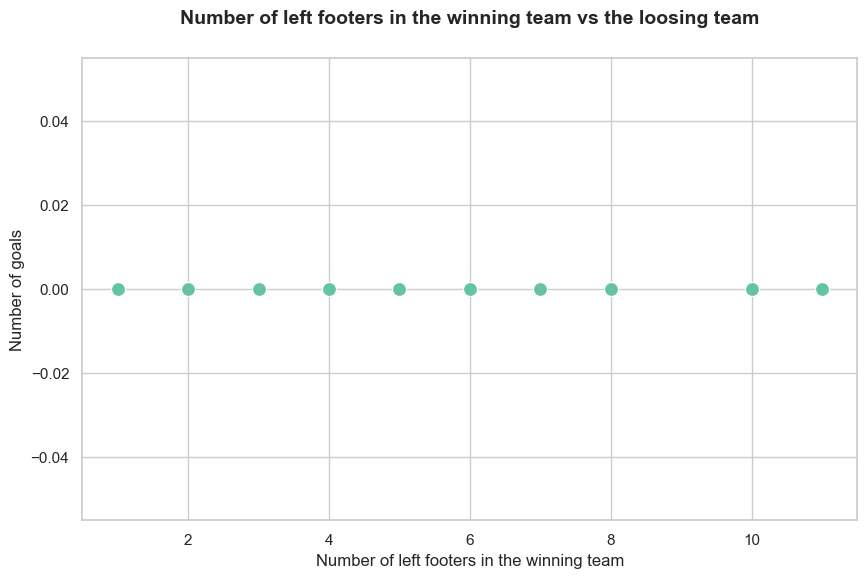 Number of left footers in the winning team vs the loosing team
0.04
0.02
0.00
−0.02
−0.04
Number of goals
2 4 6 8 10
Number of left footers in the winning team